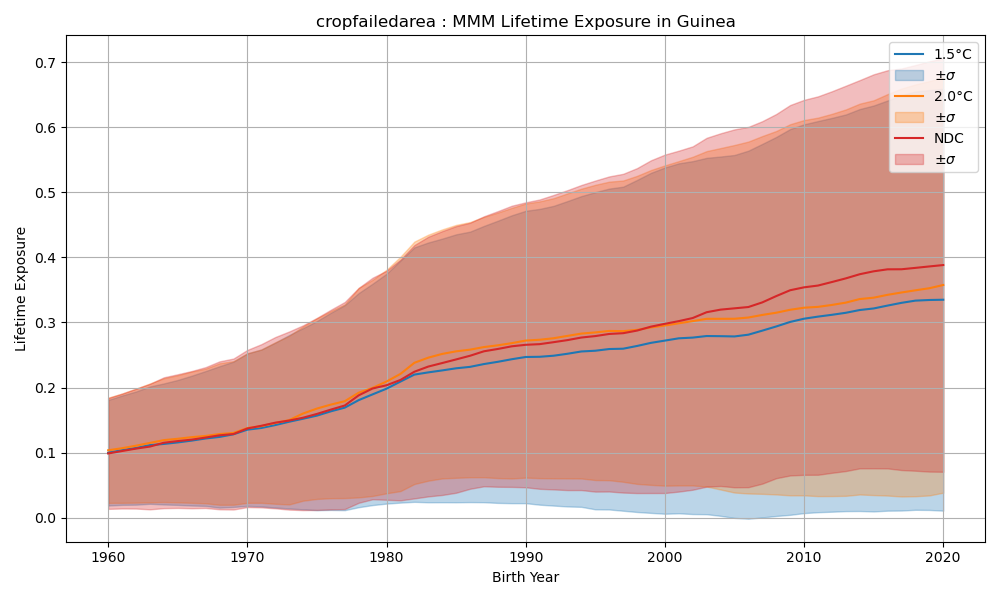 cropfailedarea : MMM Lifetime Exposure in Guinea
Lifetime Exposure
0.7
0.6
0.5
0.4
0.3
0.2
0.1
0.0
1960
1970
1980
1990
2000
2010
2020
Birth Year
1.5°C
±σ
2.0°C
±σ
NDC
±σ